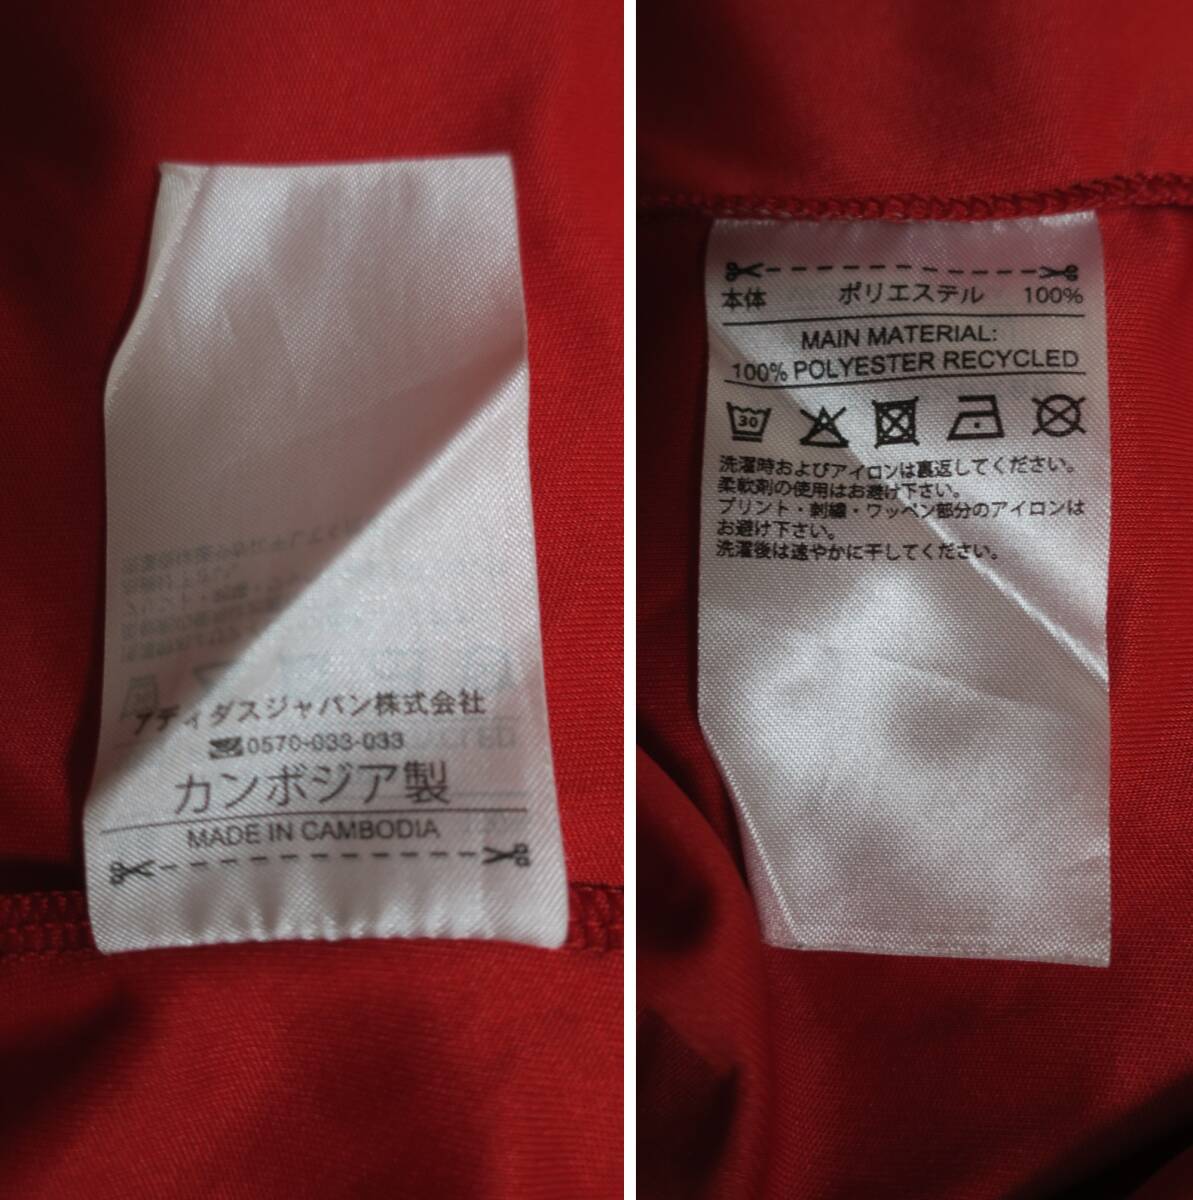 アディダスジャパン株式会社
0570-033-033
カンボジア製
MADE IN CAMBODIA
本体 ポリエステル 100%
MAIN MATERIAL:
100% POLYESTER RECYCLED
30
洗濯時およびアイロンは裏返してください。
柔軟剤の使用はお避け下さい。
プリント・刺繍・ワッペン部分のアイロンは
お避け下さい。
洗濯後は速やかに干してください。